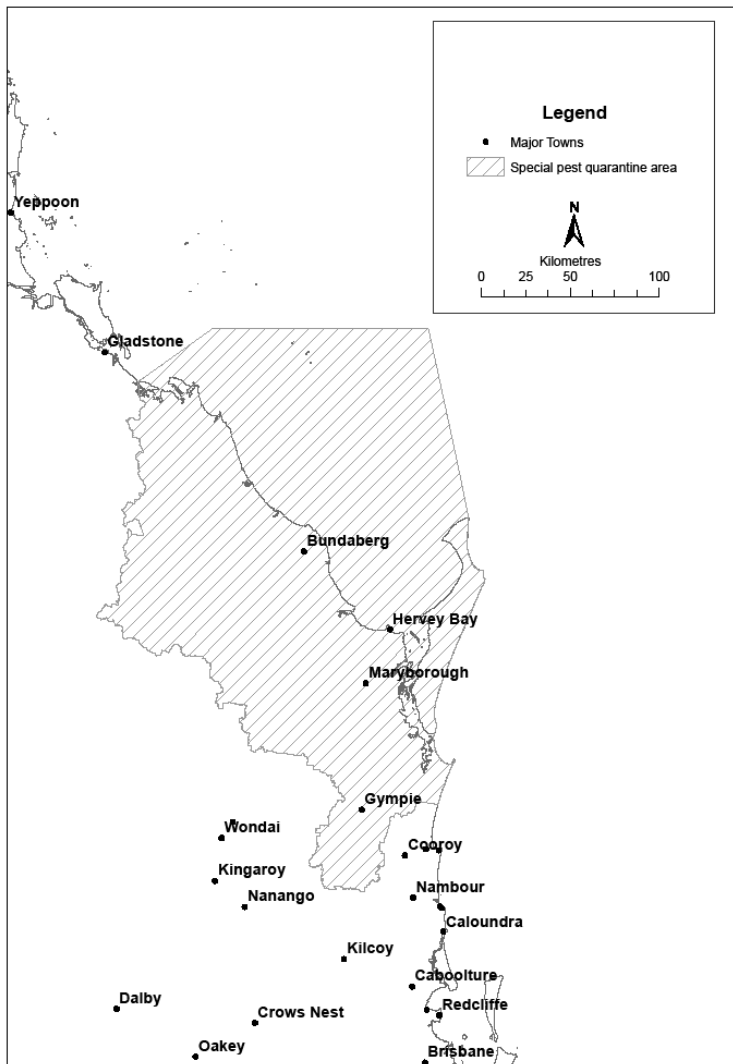 Legend
Major Towns
Special pest quarantine area
N
Kilometres
0 25 50 100
Yeppoon
Gladstone
Bundaberg
Hervey Bay
Maryborough
Gympie
Wondai
Cooroy
Kingaroy
Nambour
Nanango
Caloundra
Kilcoy
Caboolture
Dalby
Redcliffe
Crows Nest
Oakey
Brisbane